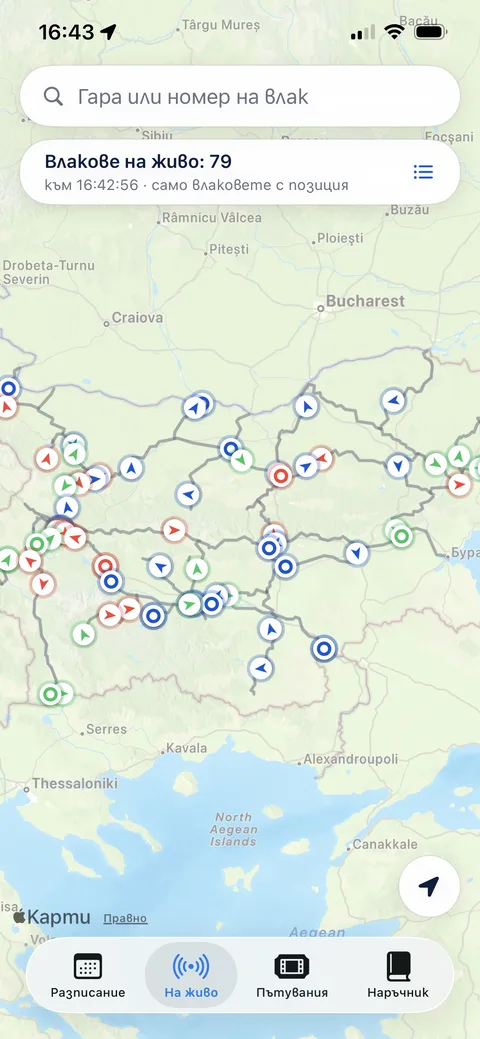 16:43
Târgu Mureș
Bacău
Гара или номер на влак
Sibiu
Focșani
Влакове на живо: 79
към 16:42:56 · само влаковете с позиция
Râmnicu Vâlcea
Buzău
Ploiești
Pitești
Drobeta-Turnu
Severin
Bucharest
Craiova
Бура
Serres
Kavala
Alexandroupoli
Thessaloniki
North
Aegean
Islands
Canakkale
Карти
Правно
Aegean
Разписание
На живо
Пътувания
Наръчник